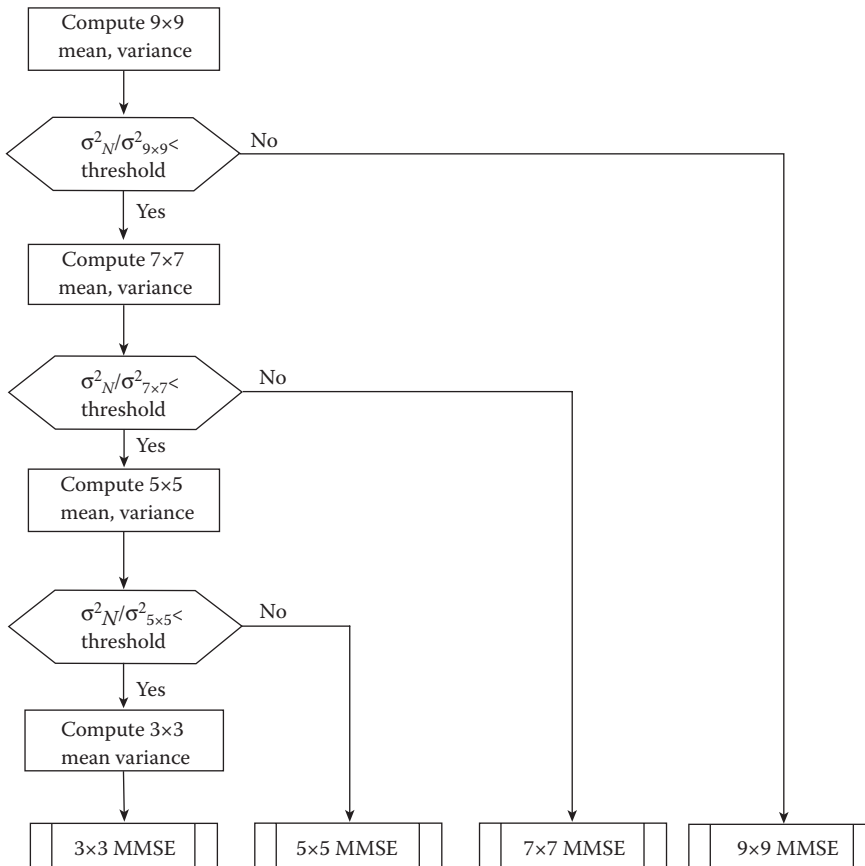 Compute 9×9
mean, variance
σ²N/σ²9×9<
threshold
No
Yes
Compute 7×7
mean, variance
σ²N/σ²7×7<
threshold
No
Yes
Compute 5×5
mean, variance
σ²N/σ²5×5<
threshold
No
Yes
Compute 3×3
mean variance
3×3 MMSE
5×5 MMSE
7×7 MMSE
9×9 MMSE